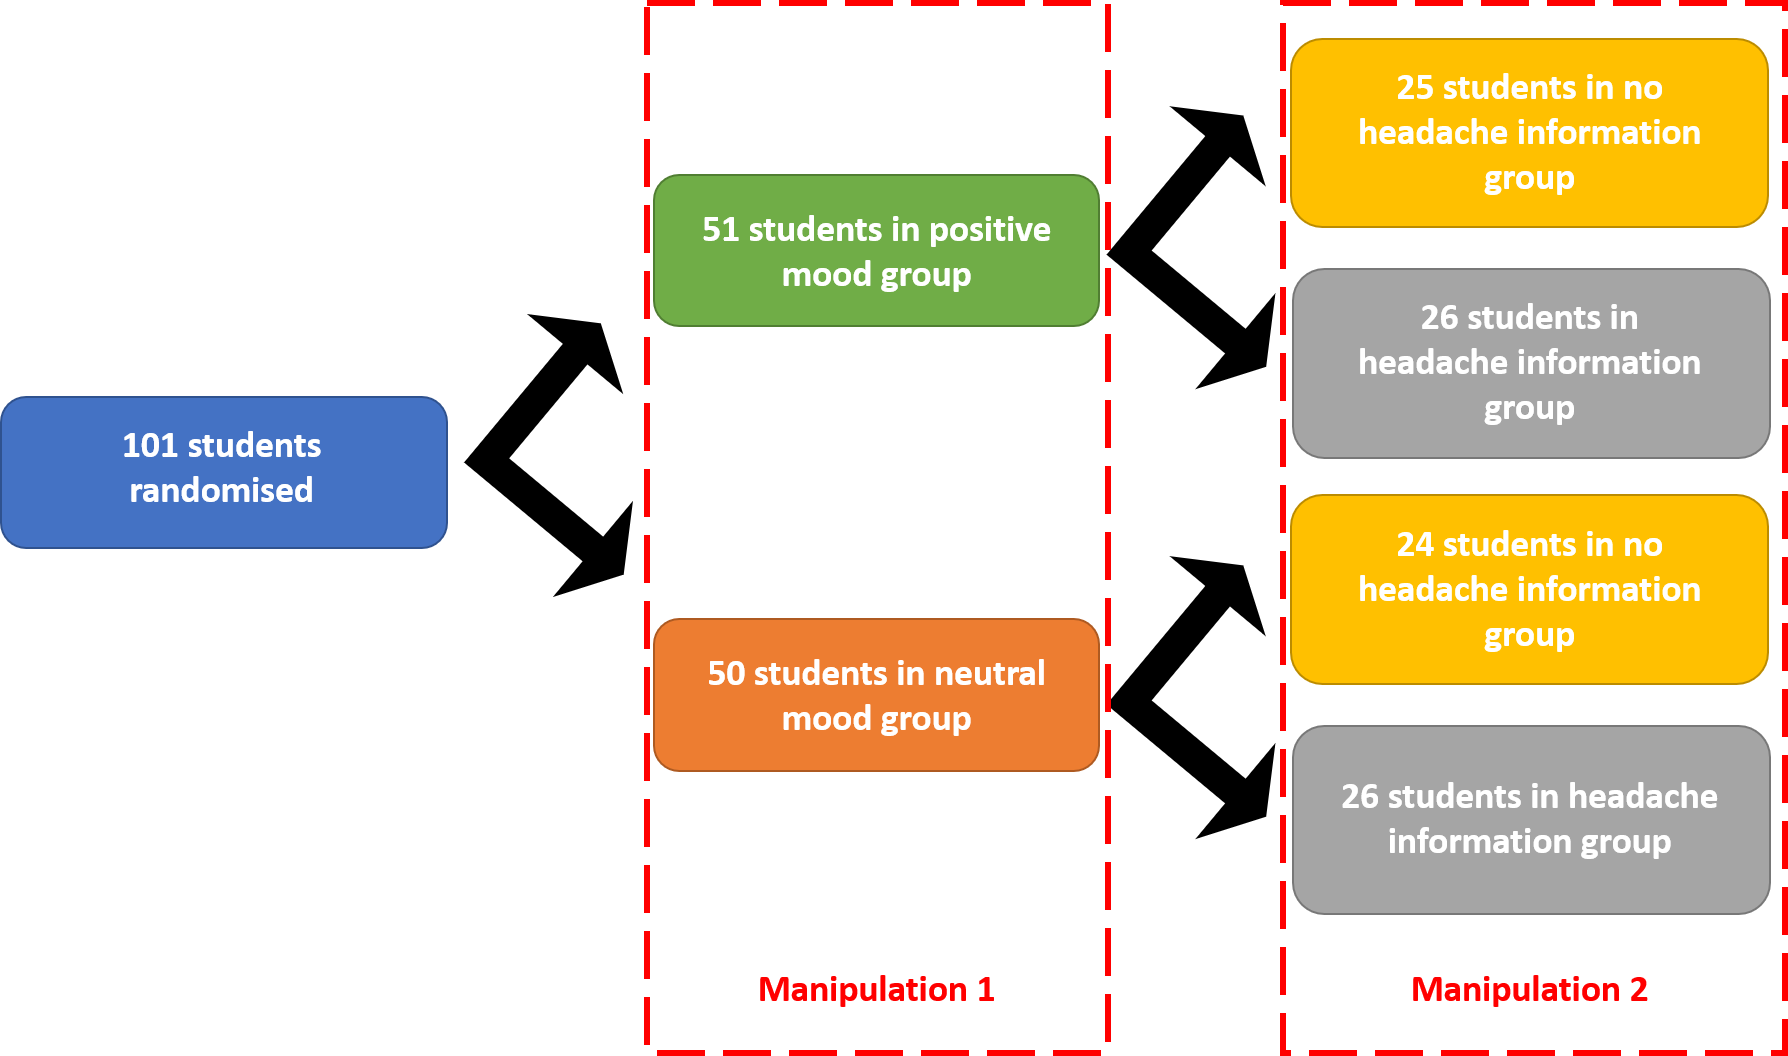 101 students
randomised
51 students in positive
mood group
50 students in neutral
mood group
Manipulation 1
25 students in no
headache information
group
26 students in
headache information
group
24 students in no
headache information
group
26 students in headache
information group
Manipulation 2